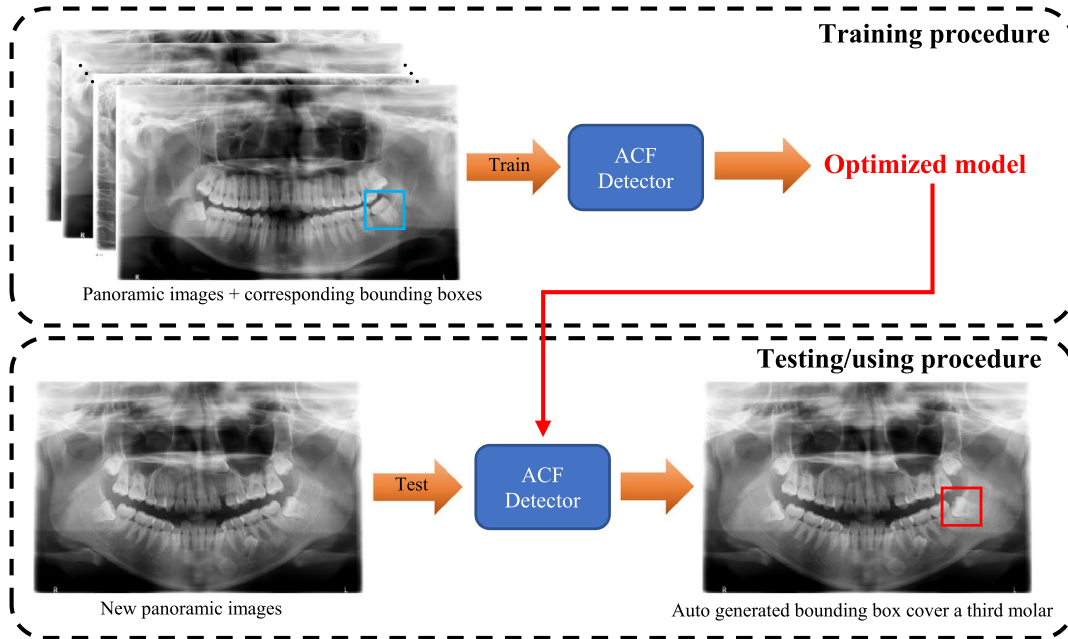 Training procedure
Train
ACF
Detector
Optimized model
R
L
Panoramic images + corresponding bounding boxes
Testing/using procedure
Test
ACF
Detector
R
L
R
L
New panoramic images
Auto generated bounding box cover a third molar